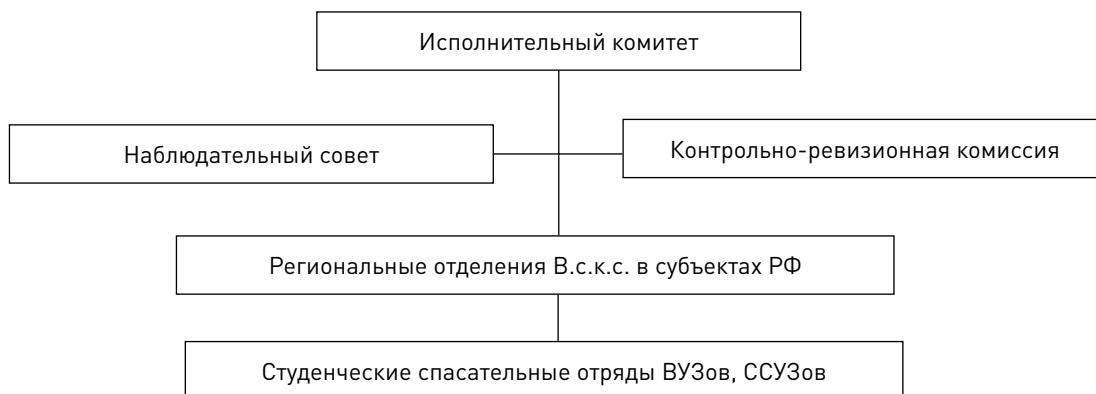 Исполнительный комитет
Наблюдательный совет
Контрольно-ревизионная комиссия
Региональные отделения В.с.к.с. в субъектах РФ
Студенческие спасательные отряды ВУЗов, ССУЗов